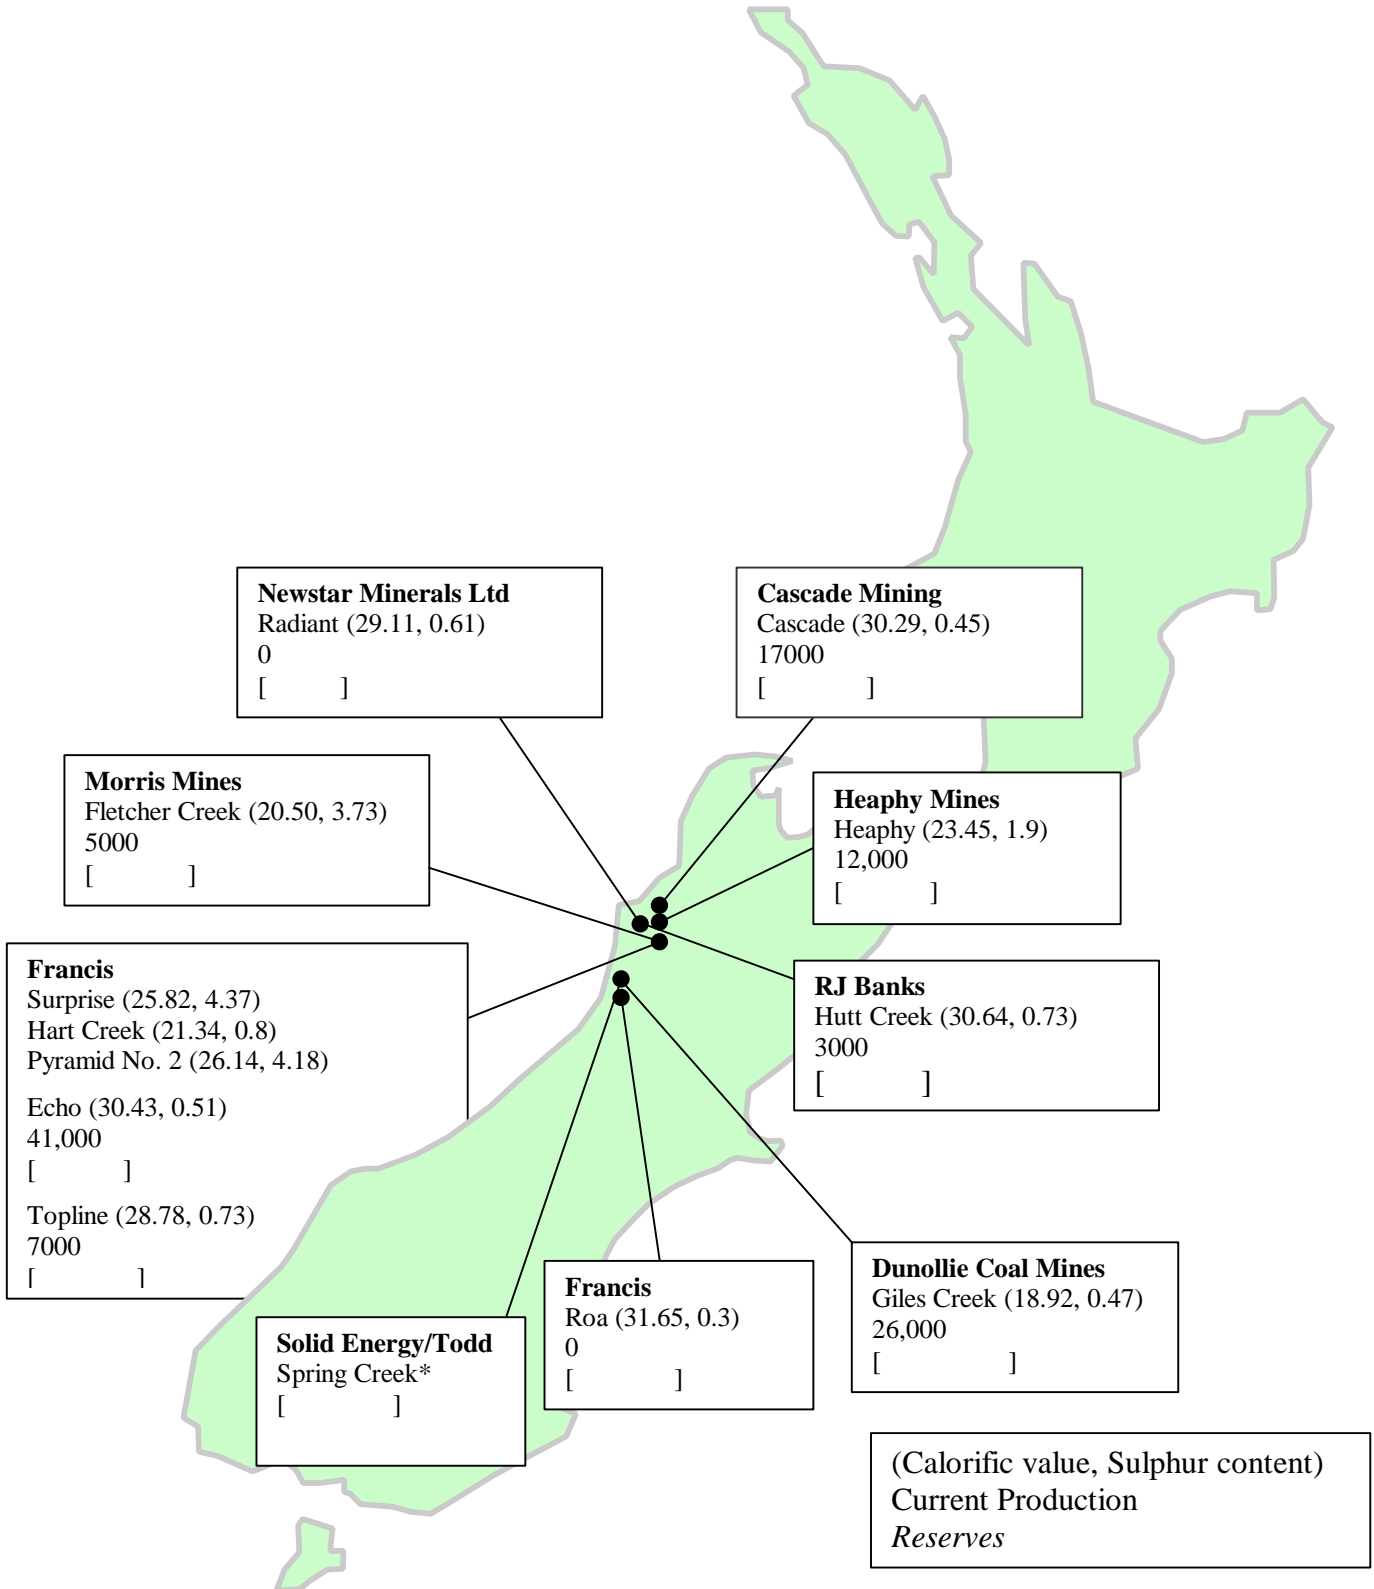 Newstar Minerals Ltd
Radiant (29.11, 0.61)
0
[ ]
Cascade Mining
Cascade (30.29, 0.45)
17000
[ ]
Morris Mines
Fletcher Creek (20.50, 3.73)
5000
[ ]
Heaphy Mines
Heaphy (23.45, 1.9)
12,000
[ ]
Francis
Surprise (25.82, 4.37)
Hart Creek (21.34, 0.8)
Pyramid No. 2 (26.14, 4.18)
Echo (30.43, 0.51)
41,000
[ ]
Topline (28.78, 0.73)
7000
[ ]
RJ Banks
Hutt Creek (30.64, 0.73)
3000
[ ]
Solid Energy/Todd
Spring Creek*
[ ]
Francis
Roa (31.65, 0.3)
0
[ ]
Dunollie Coal Mines
Giles Creek (18.92, 0.47)
26,000
[ ]
(Calorific value, Sulphur content)
Current Production
Reserves